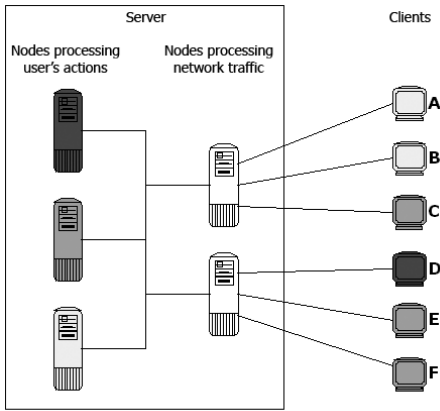 Server
Clients
Nodes processing
user's actions
Nodes processing
network traffic
A
B
C
D
E
F